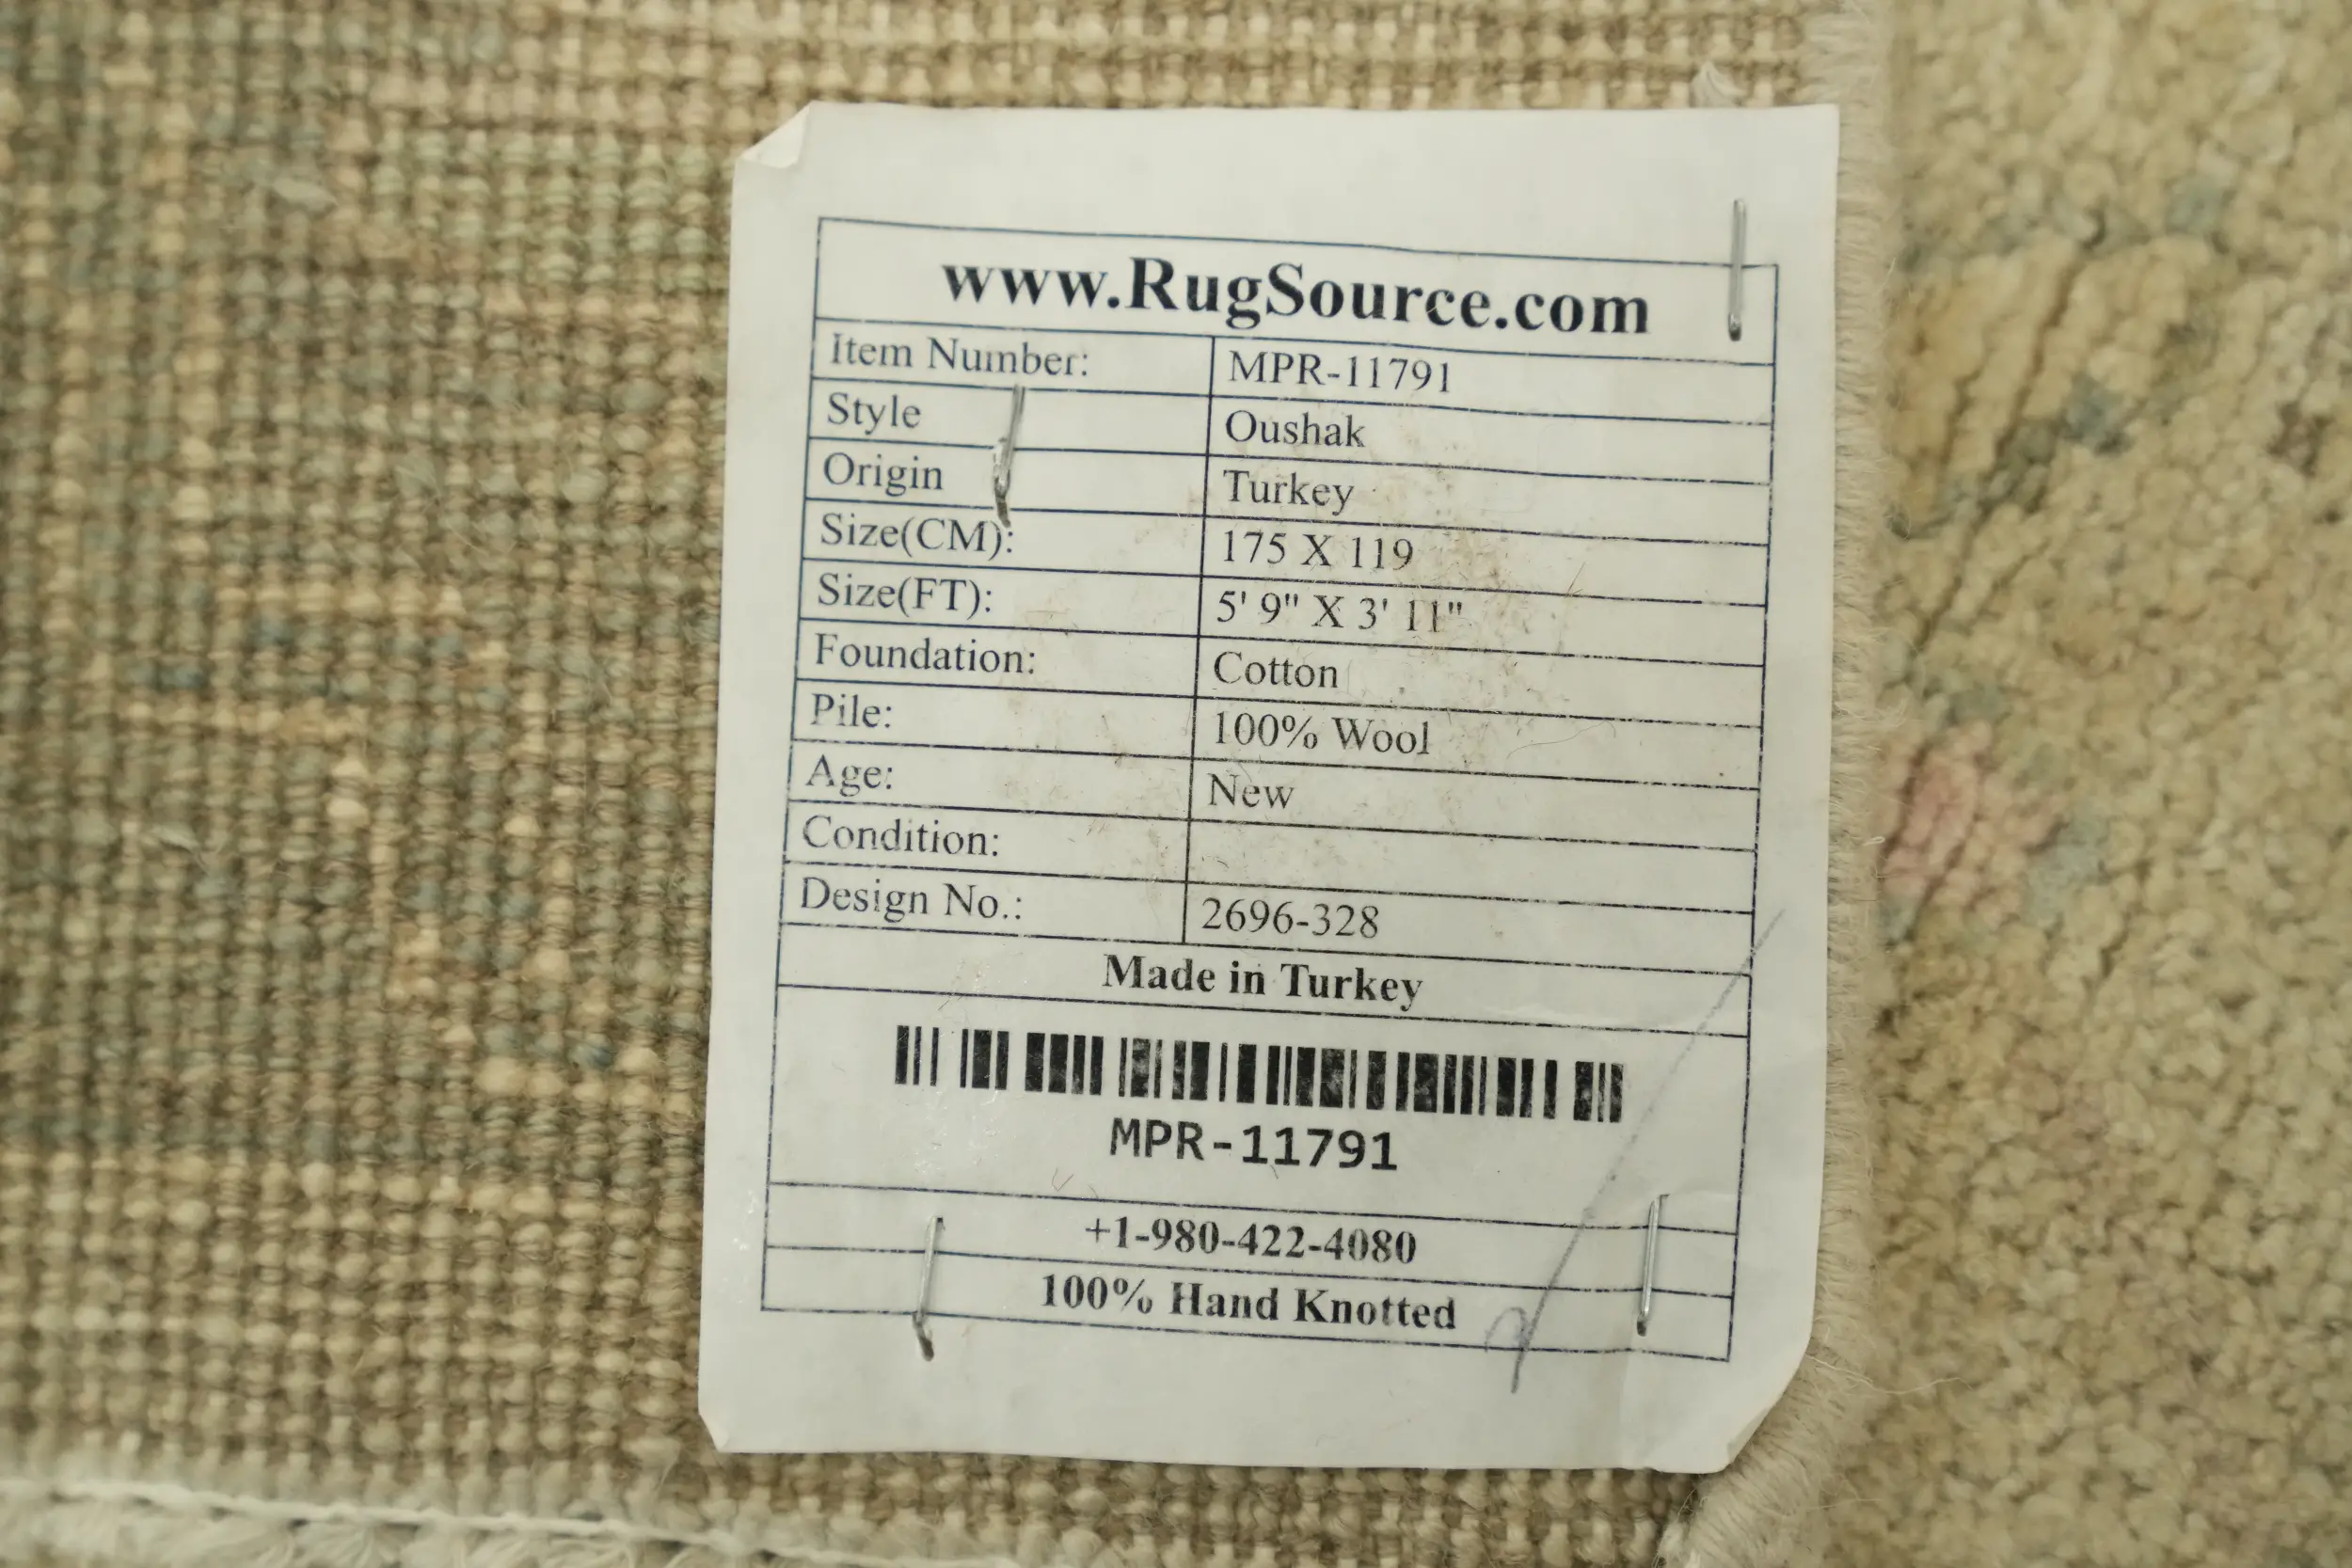 www.RugSource.com
Item Number: MPR-11791
Style Oushak
Origin Turkey
Size(CM): 175 X 119
Size(FT): 5' 9" X 3' 11"
Foundation: Cotton
Pile: 100% Wool
Age: New
Condition:
Design No.: 2696-328
Made in Turkey
MPR-11791
+1-980-422-4080
100% Hand Knotted